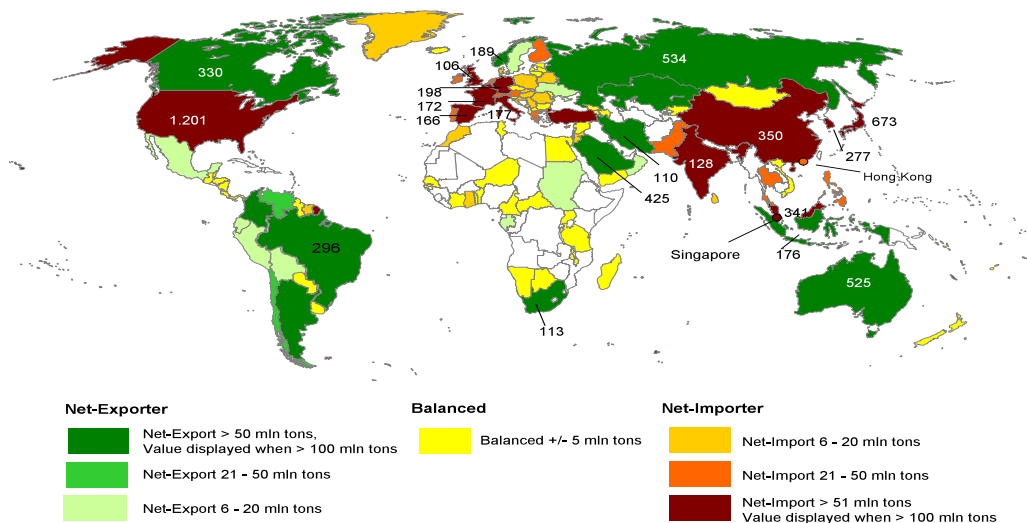 189
534
106
330
198
172
177
166
1.201
350
673
128
277
110
Hong Kong
425
341
296
Singapore
176
525
113
Net-Exporter
Balanced
Net-Importer
Net-Export > 50 mln tons,
Value displayed when > 100 mln tons
Balanced +/- 5 mln tons
Net-Import 6 - 20 mln tons
Net-Export 21 - 50 mln tons
Net-Import 21 - 50 mln tons
Net-Export 6 - 20 mln tons
Net-Import > 51 mln tons
Value displayed when > 100 mln tons